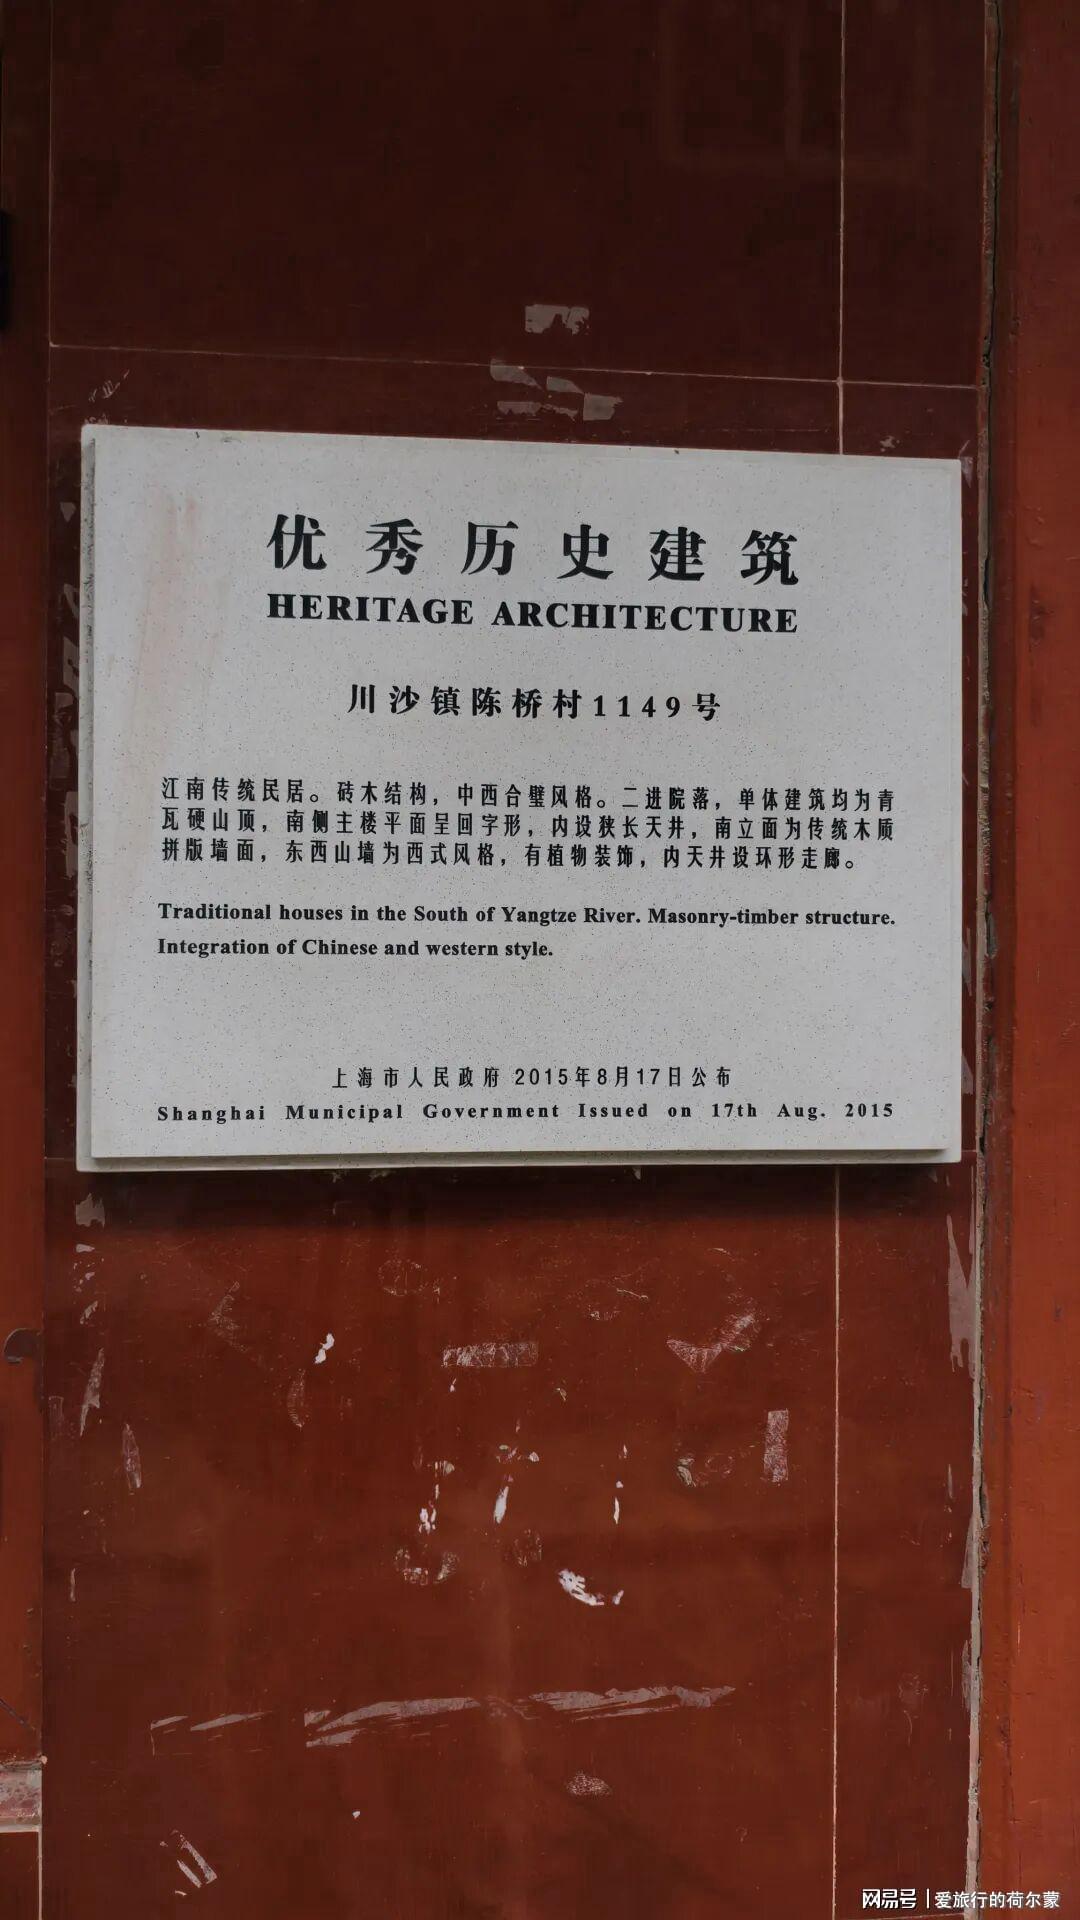 优秀历史建筑
HERITAGE ARCHITECTURE
川沙镇陈桥村1149号
江南传统民居。砖木结构，中西合璧风格。二进院落，单体建筑均为青
瓦硬山顶，南侧主楼平面呈回字形，内设狭长天井，南立面为传统木质
拼版墙面，东西山墙为西式风格，有植物装饰，内天井设环形走廊。
Traditional houses in the South of Yangtze River. Masonry-timber structure.
Integration of Chinese and western style.
上海市人民政府 2015年8月17日公布
Shanghai Municipal Government Issued on 17th Aug. 2015
网易号 | 爱旅行的荷尔蒙